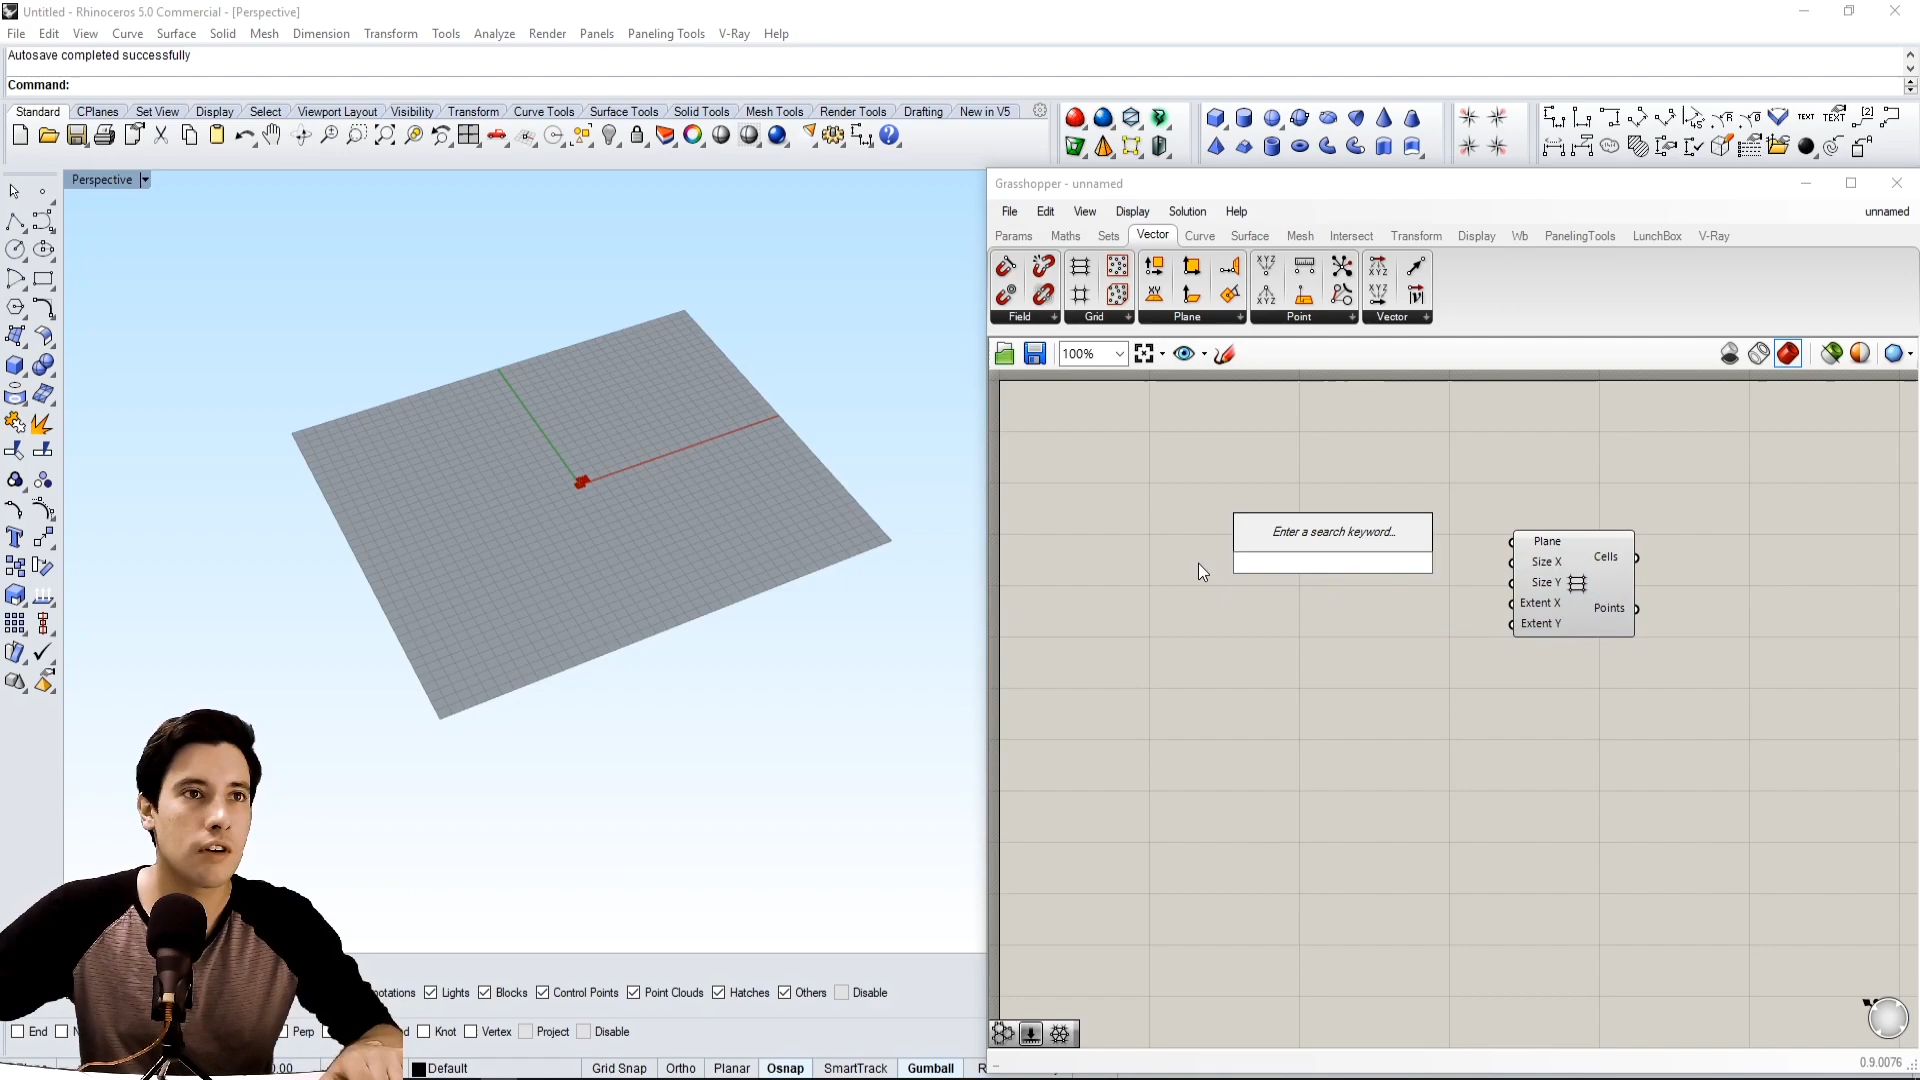 Untitled - Rhinoceros 5.0 Commercial - [Perspective]
File Edit View Curve Surface Solid Mesh Dimension Transform Tools Analyze Render Panels Paneling Tools V-Ray Help
Autosave completed successfully
Command:
Standard CPlanes Set View Display Select Viewport Layout Visibility Transform Curve Tools Surface Tools Solid Tools Mesh Tools Render Tools Drafting New in V5
TEXT TEXT
Perspective
Grasshopper - unnamed
File Edit View Display Solution Help unnamed
Params Maths Sets Vector Curve Surface Mesh Intersect Transform Display Wb PanelingTools LunchBox V-Ray
Field Grid Plane Point Vector
100%
Enter a search keyword...
Plane
Size X
Size Y
Extent X
Extent Y
Cells
Points
Lights Blocks Control Points Point Clouds Hatches Others Disable
End Perp Knot Vertex Project Disable
Default Grid Snap Ortho Planar Osnap SmartTrack Gumball
0.9.0076